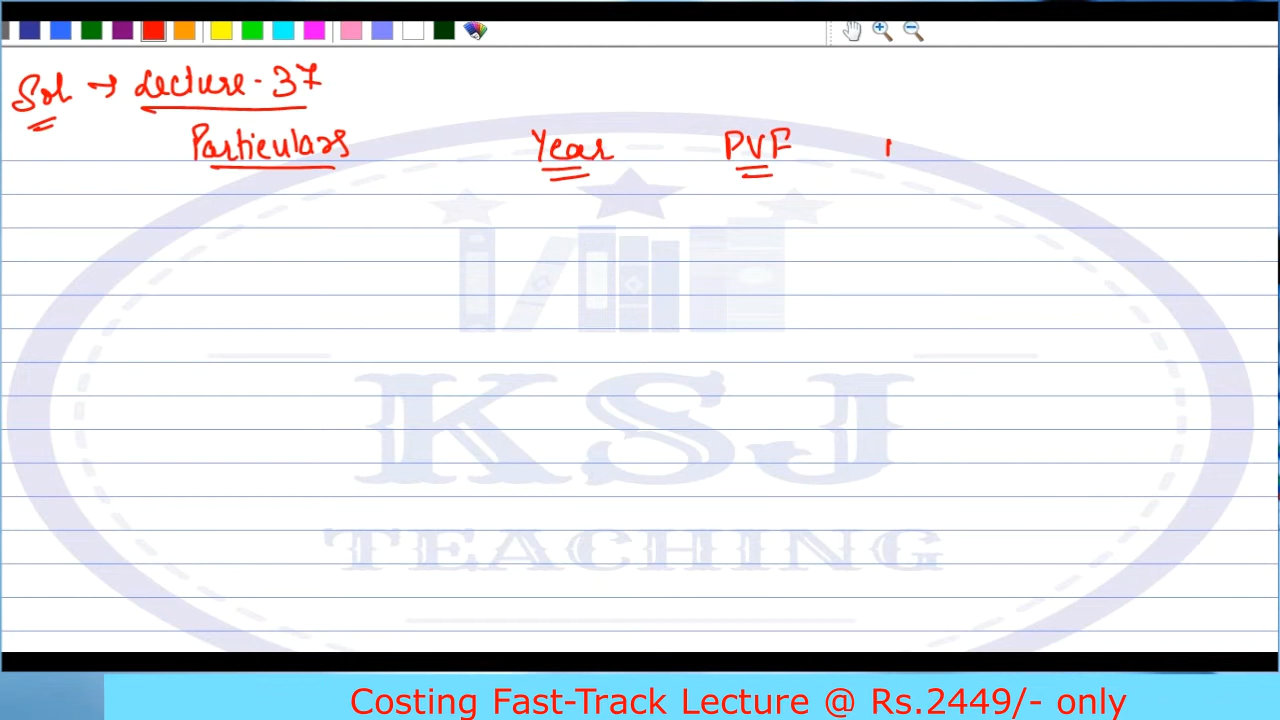 Sol → Lecture-37
Particulars Year PVF
KSJ
TEACHING
Costing Fast-Track Lecture @ Rs.2449/- only